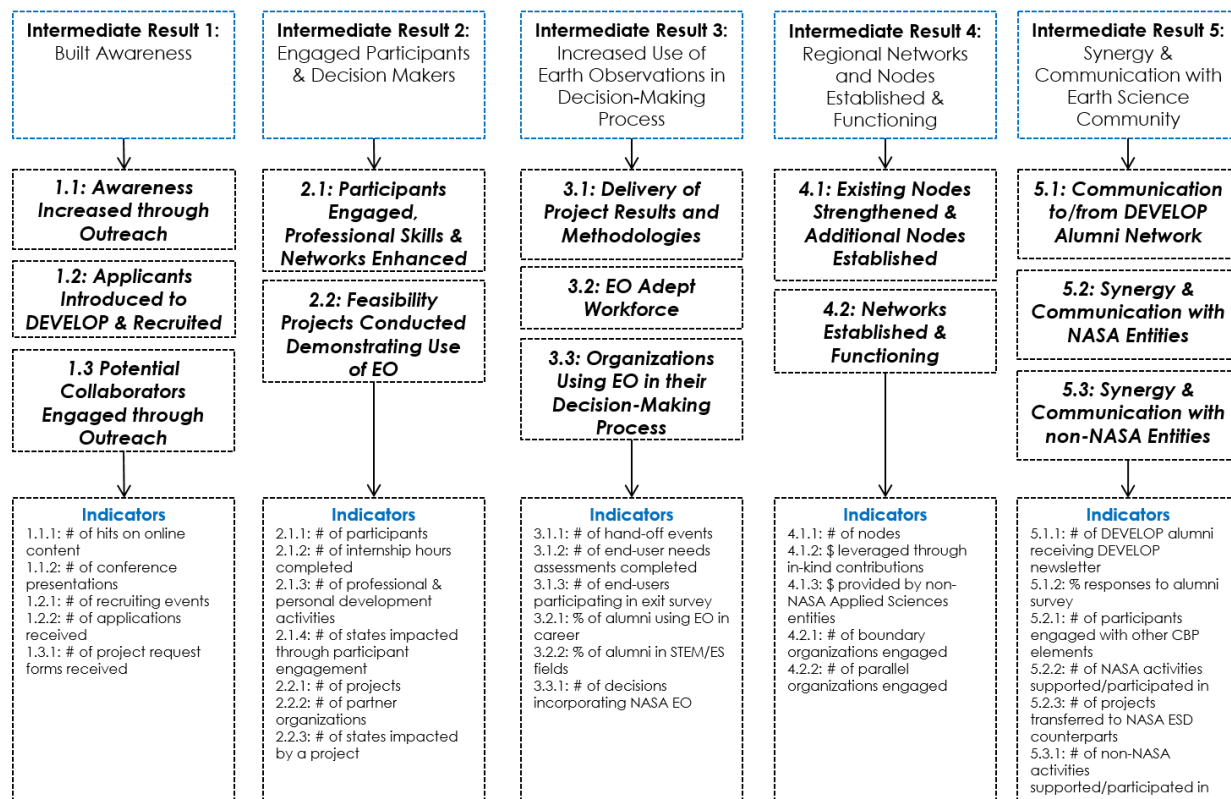 Intermediate Result 1:
Built Awareness
1.1: Awareness
Increased through
Outreach
1.2: Applicants
Introduced to
DEVELOP & Recruited
1.3 Potential
Collaborators
Engaged through
Outreach
Indicators
1.1.1: # of hits on online
content
1.1.2: # of conference
presentations
1.2.1: # of recruiting events
1.2.2: # of applications
received
1.3.1: # of project request
forms received
Intermediate Result 2:
Engaged Participants
& Decision Makers
2.1: Participants
Engaged,
Professional Skills &
Networks Enhanced
2.2: Feasibility
Projects Conducted
Demonstrating Use
of EO
Indicators
2.1.1: # of participants
2.1.2: # of internship hours
completed
2.1.3: # of professional &
personal development
activities
2.1.4: # of states impacted
through participant
engagement
2.2.1: # of projects
2.2.2: # of partner
organizations
2.2.3: # of states impacted
by a project
Intermediate Result 3:
Increased Use of
Earth Observations in
Decision-Making
Process
3.1: Delivery of
Project Results and
Methodologies
3.2: EO Adept
Workforce
3.3: Organizations
Using EO in their
Decision-Making
Process
Indicators
3.1.1: # of hand-off events
3.1.2: # of end-user needs
assessments completed
3.1.3: # of end-users
participating in exit survey
3.2.1: % of alumni using EO in
career
3.2.2: % of alumni in STEM/ES
fields
3.3.1: # of decisions
incorporating NASA EO
Intermediate Result 4:
Regional Networks
and Nodes
Established &
Functioning
4.1: Existing Nodes
Strengthened &
Additional Nodes
Established
4.2: Networks
Established &
Functioning
Indicators
4.1.1: # of nodes
4.1.2: $ leveraged through
in-kind contributions
4.1.3: $ provided by non-
NASA Applied Sciences
entities
4.2.1: # of boundary
organizations engaged
4.2.2: # of parallel
organizations engaged
Intermediate Result 5:
Synergy &
Communication with
Earth Science
Community
5.1: Communication
to/from DEVELOP
Alumni Network
5.2: Synergy &
Communication with
NASA Entities
5.3: Synergy &
Communication with
non-NASA Entities
Indicators
5.1.1: # of DEVELOP alumni
receiving DEVELOP
newsletter
5.1.2: % responses to alumni
survey
5.2.1: # of participants
engaged with other CBP
elements
5.2.2: # of NASA activities
supported/participated in
5.2.3: # of projects
transferred to NASA ESD
counterparts
5.3.1: # of non-NASA
activities
supported/participated in